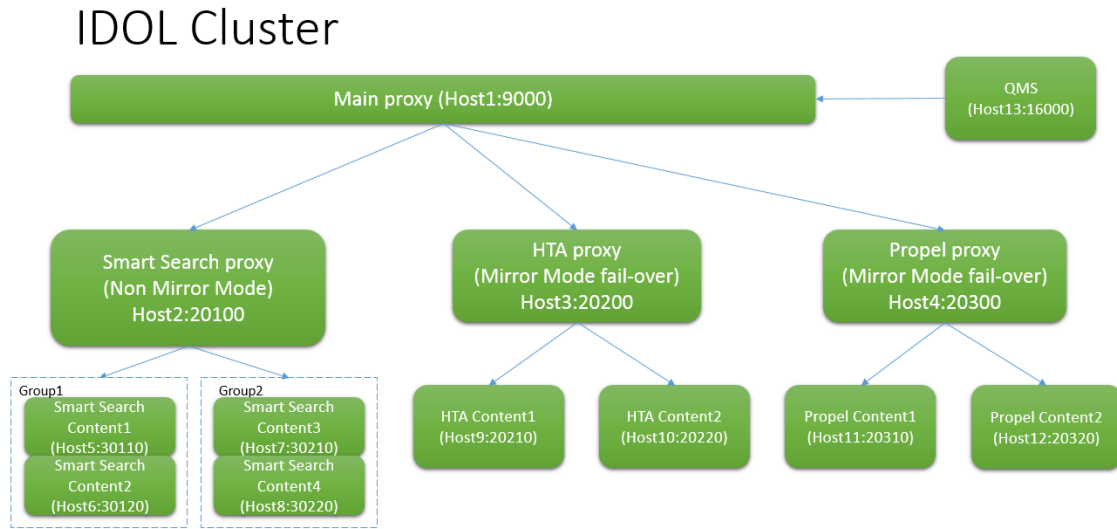 IDOL Cluster
Main proxy (Host1:9000)
QMS
(Host13:16000)
Smart Search proxy
(Non Mirror Mode)
Host2:20100
HTA proxy
(Mirror Mode fail-over)
Host3:20200
Propel proxy
(Mirror Mode fail-over)
Host4:20300
Group1
Smart Search
Content1
(Host5:30110)
Smart Search
Content2
(Host6:30120)
Group2
Smart Search
Content3
(Host7:30210)
Smart Search
Content4
(Host8:30220)
HTA Content1
(Host9:20210)
HTA Content2
(Host10:20220)
Propel Content1
(Host11:20310)
Propel Content2
(Host12:20320)